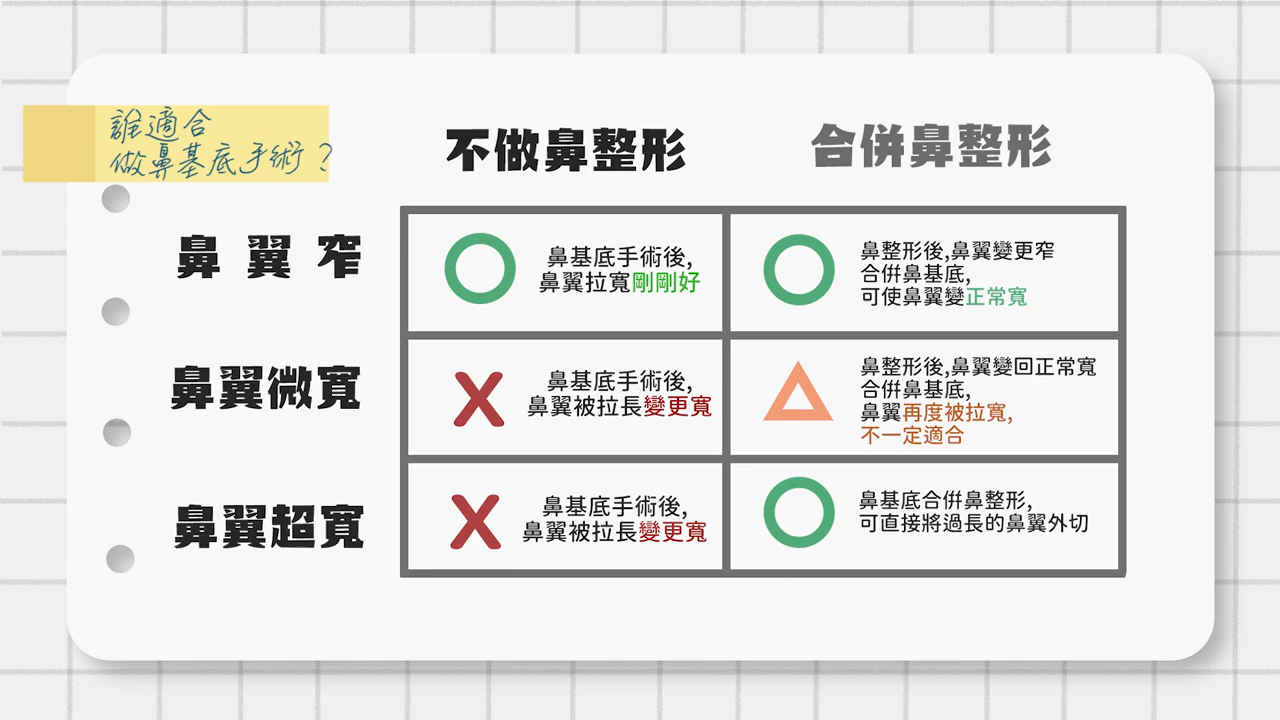 誰適合
做鼻基底手術？
不做鼻整形
合併鼻整形
鼻翼窄
鼻基底手術後,
鼻翼拉寬剛剛好
鼻整形後,鼻翼變更窄
合併鼻基底,
可使鼻翼變正常寬
鼻翼微寬
鼻基底手術後,
鼻翼被拉長變更寬
鼻整形後,鼻翼變回正常寬
合併鼻基底,
鼻翼再度被拉寬,
不一定適合
鼻翼超寬
鼻基底手術後,
鼻翼被拉長變更寬
鼻基底合併鼻整形,
可直接將過長的鼻翼外切